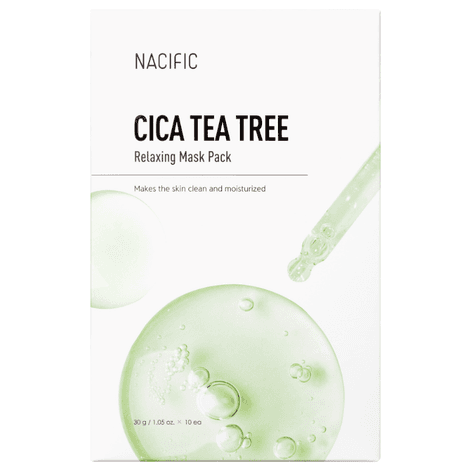 NACIFIC
CICA TEA TREE
Relaxing Mask Pack
Makes the skin clean and moisturized
30 g / 1.05 oz. × 10 ea